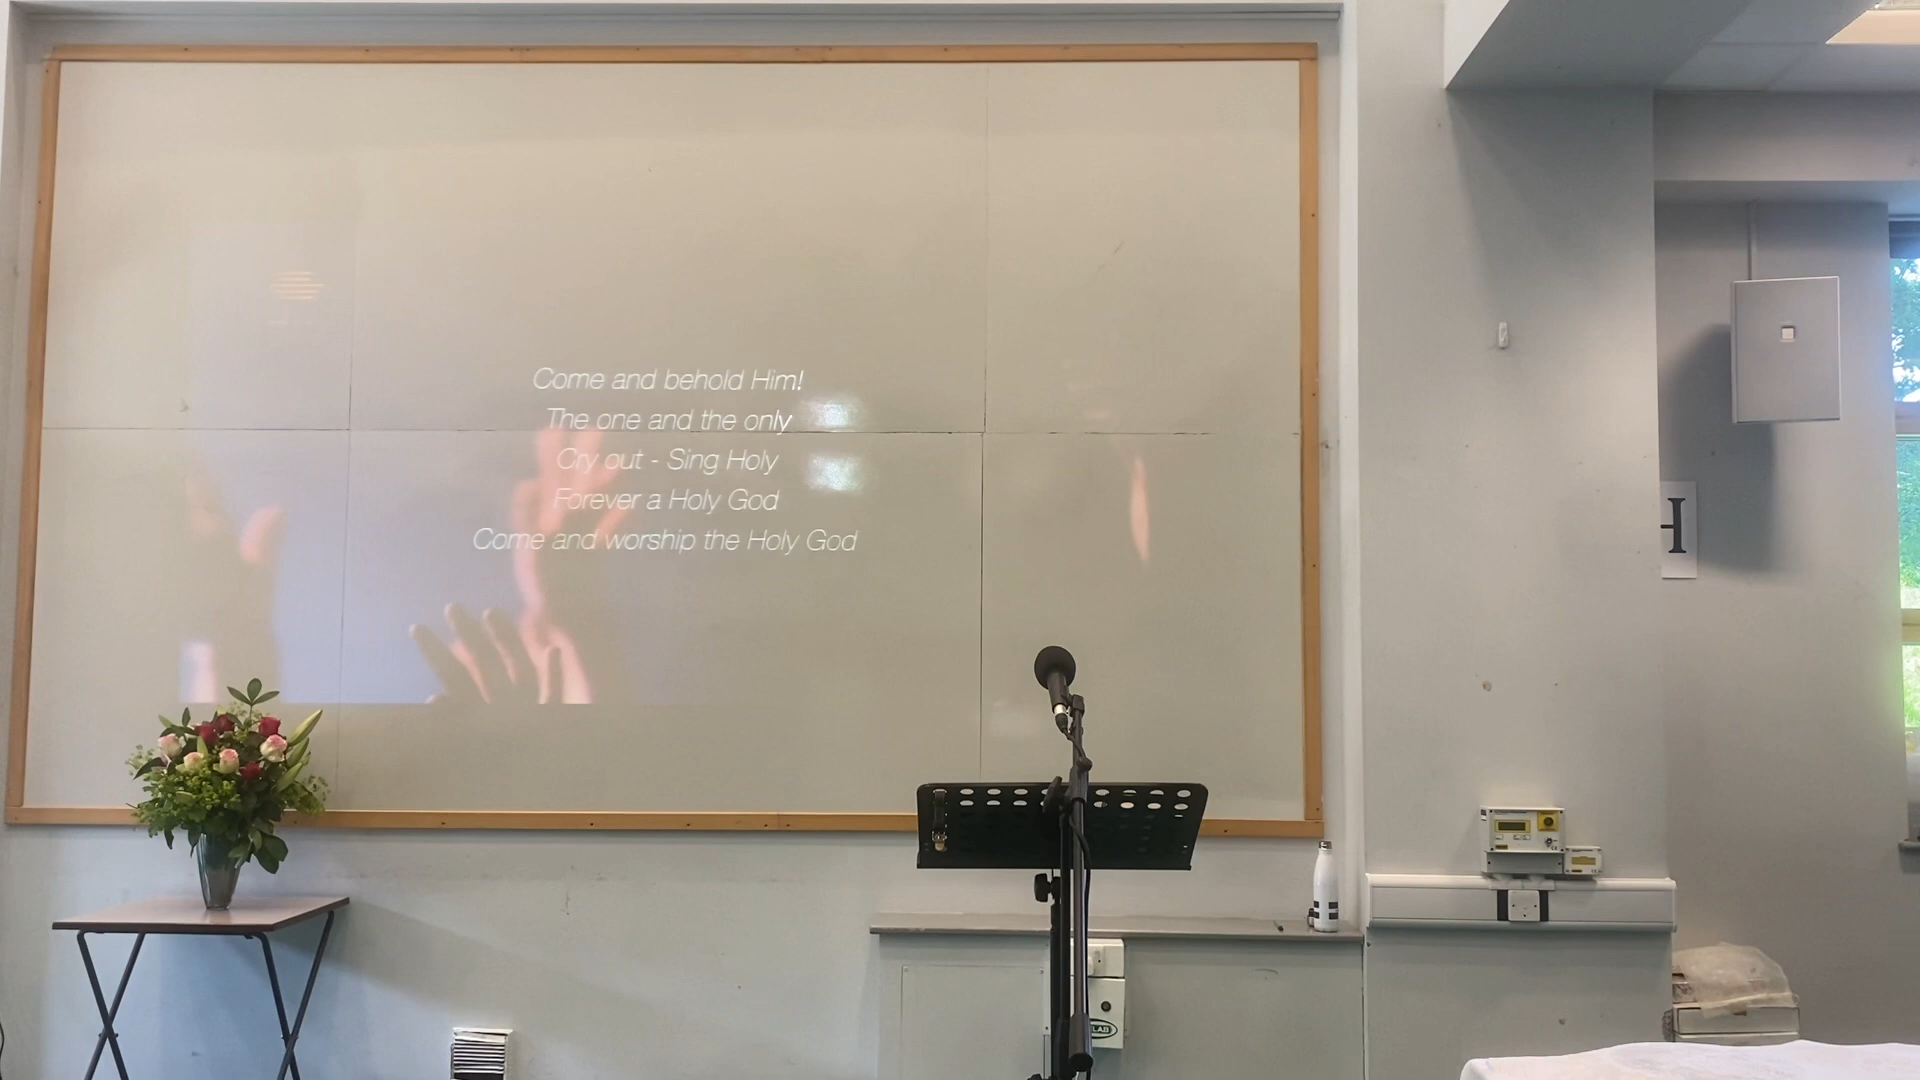 Come and behold Him!
The one and the only
Cry out - Sing Holy
Forever a Holy God
Come and worship the Holy God
H
LAB